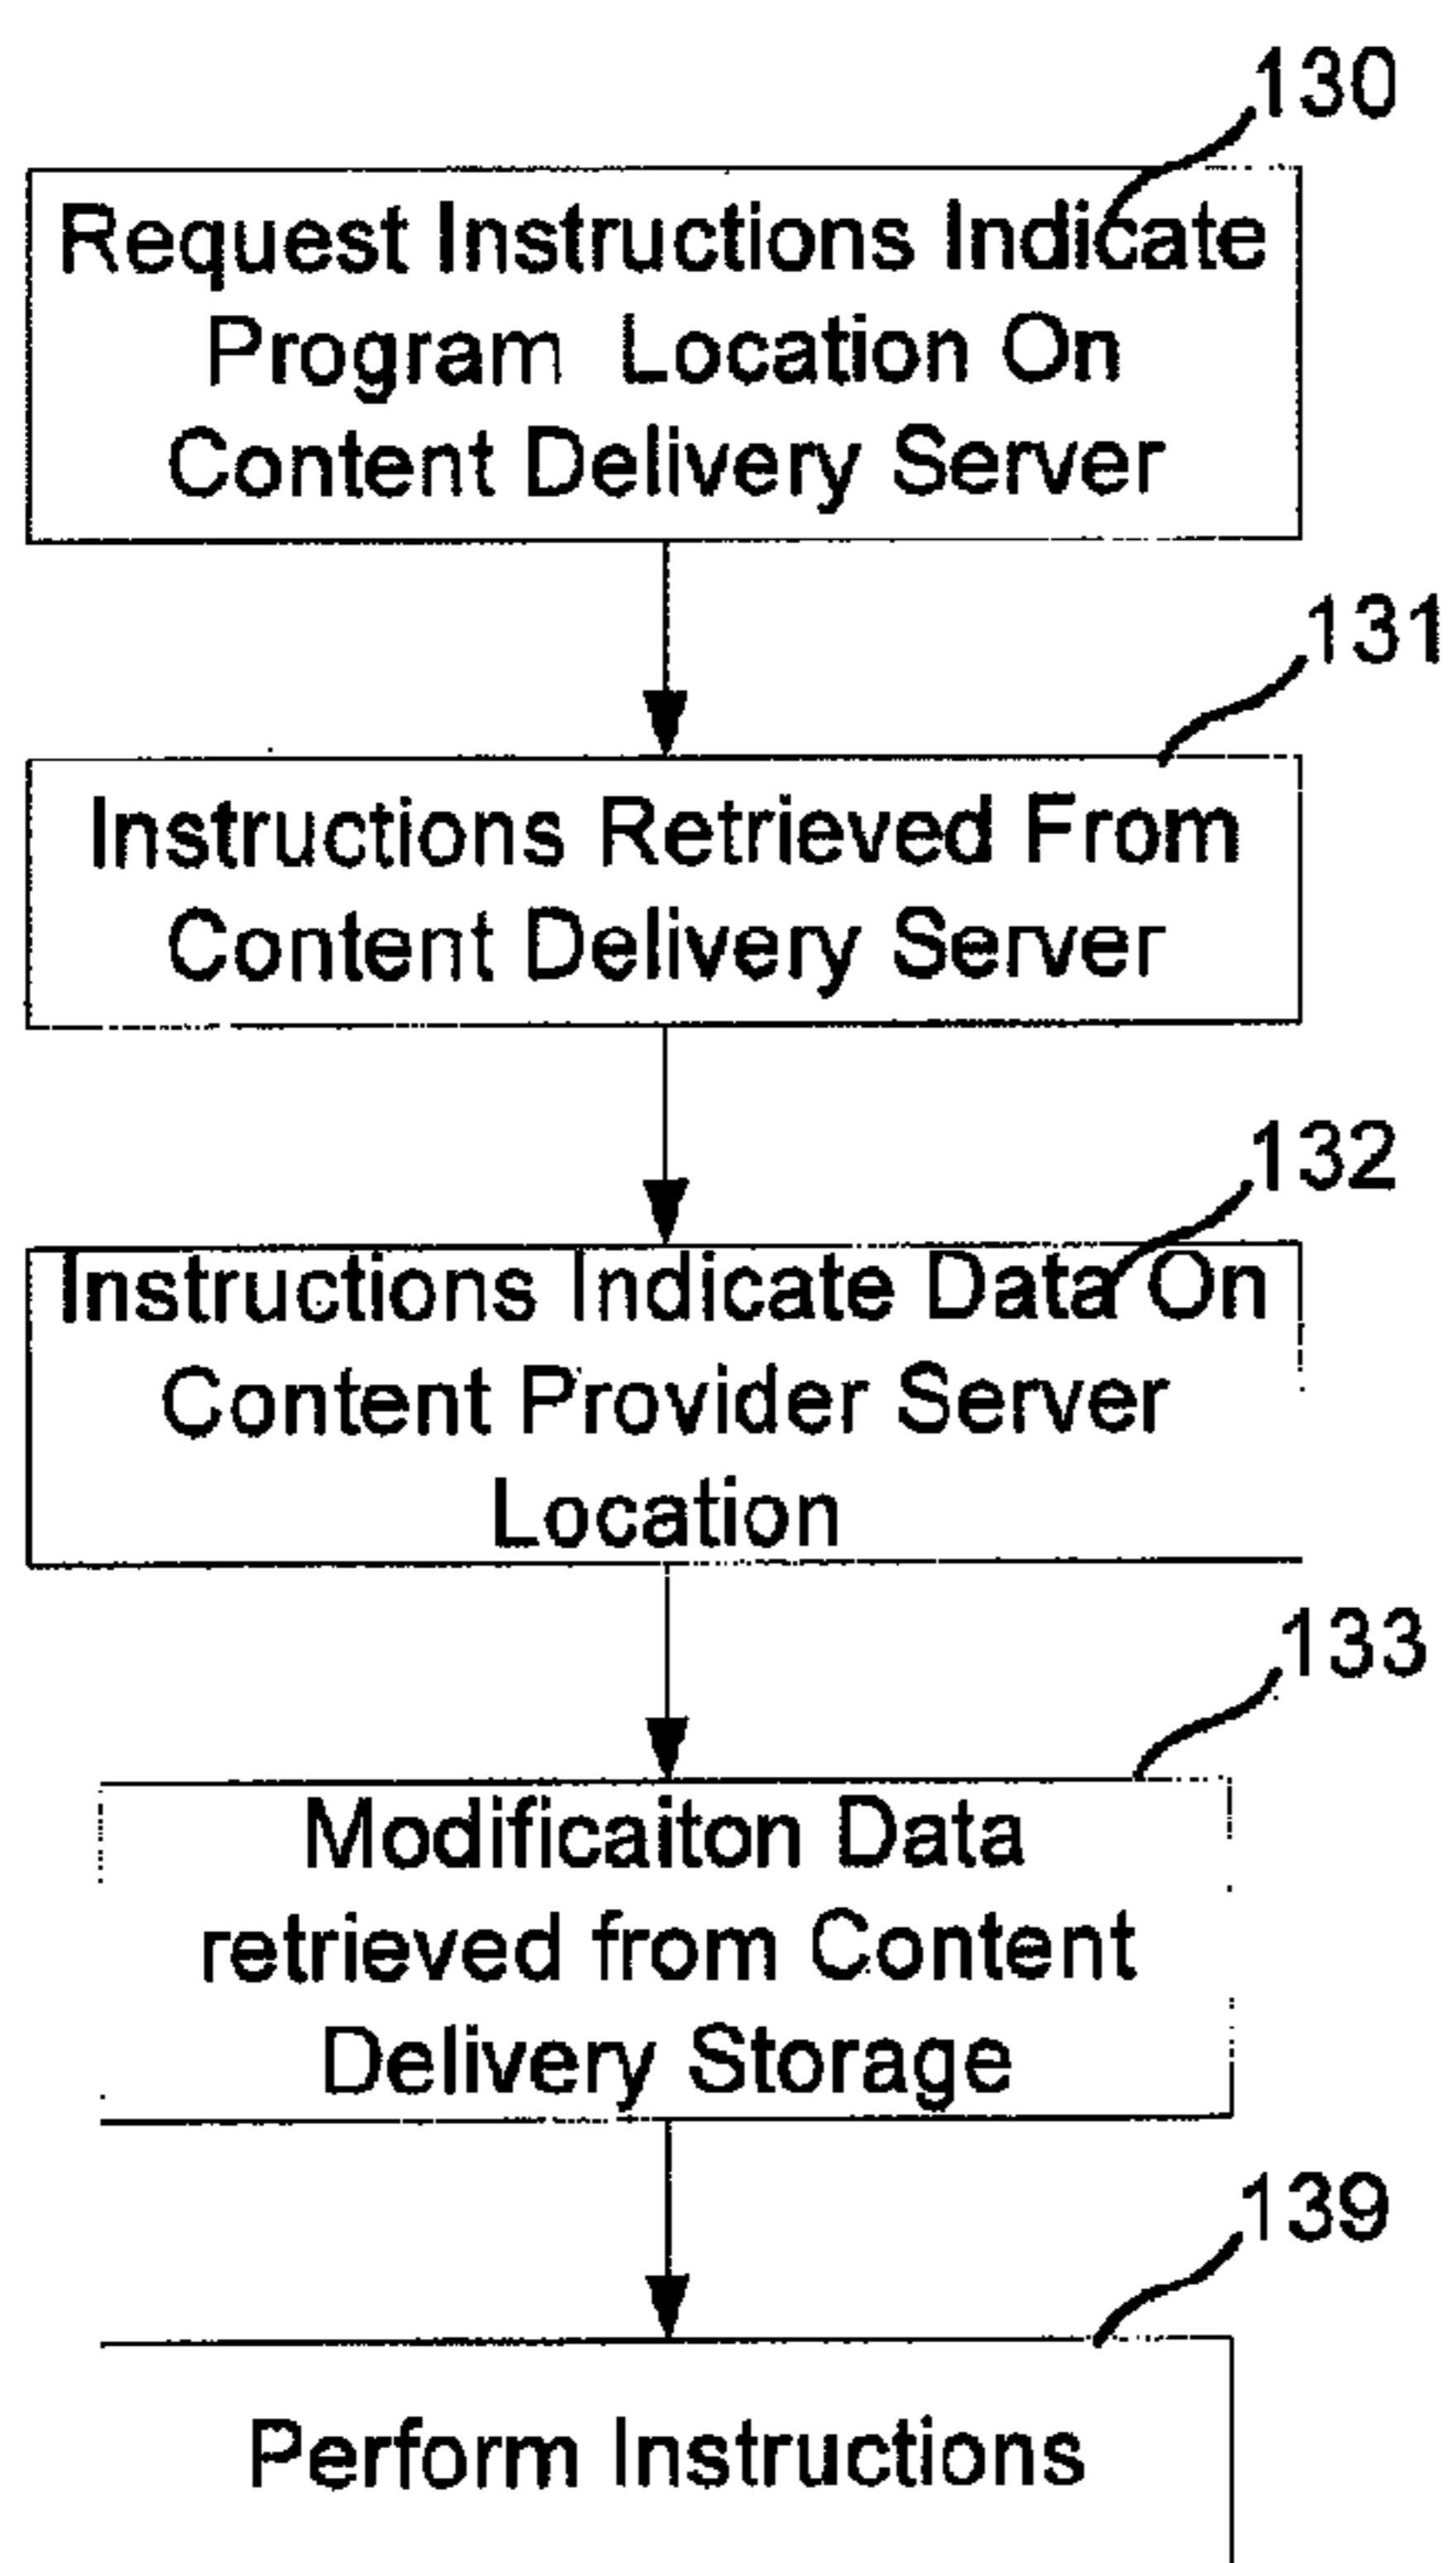 130
Request Instructions Indicate
Program Location On
Content Delivery Server
131
Instructions Retrieved From
Content Delivery Server
132
Instructions Indicate Data On
Content Provider Server
Location
133
Modificaiton Data
retrieved from Content
Delivery Storage
139
Perform Instructions